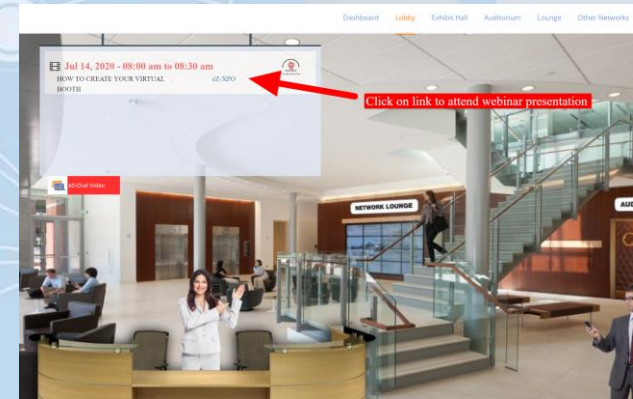 Dashboard Lobby Exhibit Hall Auditorium Lounge Other Networks
Jul 14, 2020 - 08:00 am to 08:30 am
HOW TO CREATE YOUR VIRTUAL eZ-XPO
BOOTH
Click on link to attend webinar presentation
eZ-Chat Video
NETWORK LOUNGE
AUD